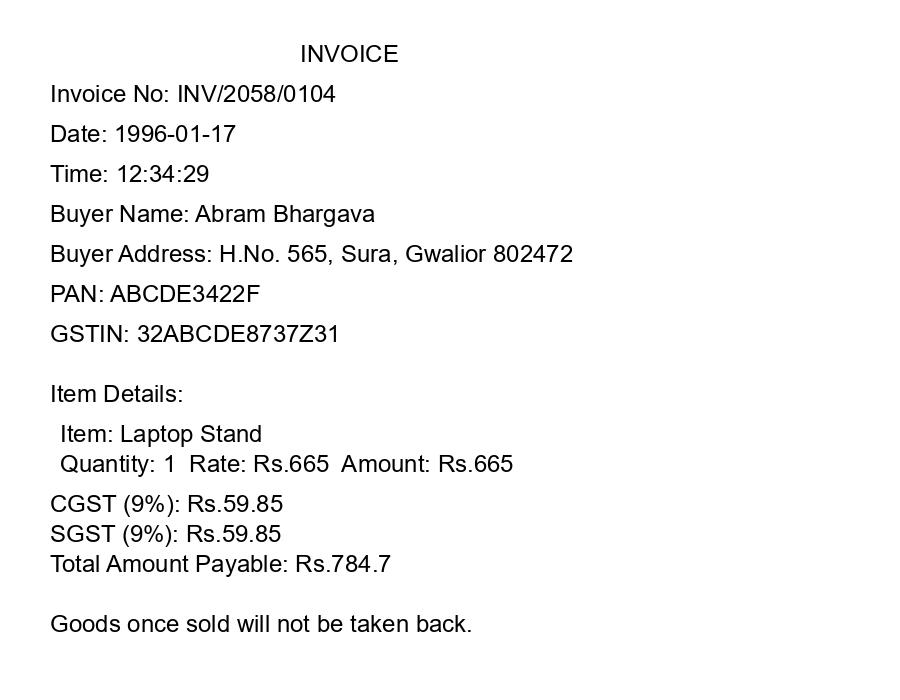 INVOICE
Invoice No: INV/2058/0104
Date: 1996-01-17
Time: 12:34:29
Buyer Name: Abram Bhargava
Buyer Address: H.No. 565, Sura, Gwalior 802472
PAN: ABCDE3422F
GSTIN: 32ABCDE8737Z31
Item Details:
Item: Laptop Stand
Quantity: 1 Rate: Rs.665 Amount: Rs.665
CGST (9%): Rs.59.85
SGST (9%): Rs.59.85
Total Amount Payable: Rs.784.7
Goods once sold will not be taken back.